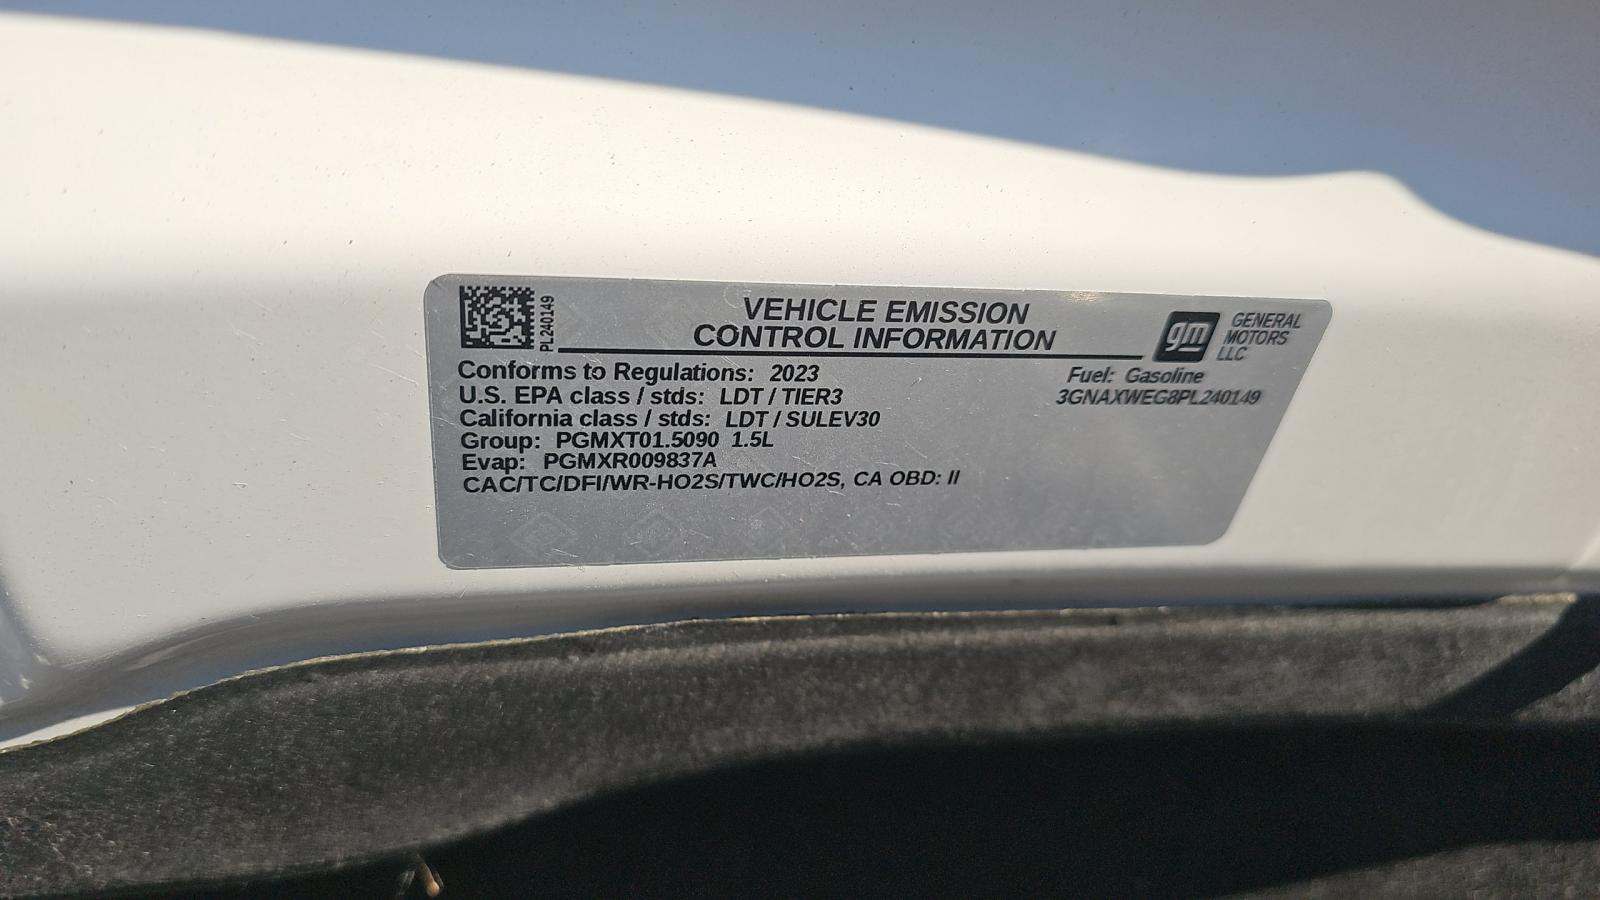 PL240149
VEHICLE EMISSION
CONTROL INFORMATION
gm
GENERAL
MOTORS
LLC
Conforms to Regulations: 2023
U.S. EPA class / stds: LDT / TIER3
California class / stds: LDT / SULEV30
Group: PGMXT01.5090 1.5L
Evap: PGMXR009837A
CAC/TC/DFI/WR-HO2S/TWC/HO2S, CA OBD: II
Fuel: Gasoline
3GNAXWEG8PL240149